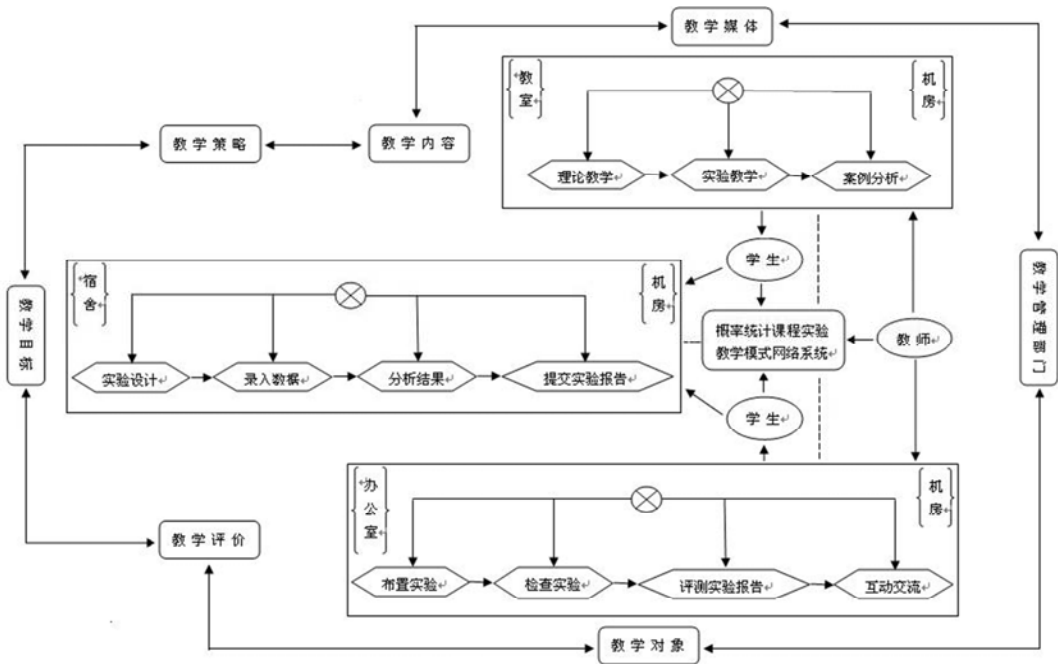 教学媒体
教室
机房
理论教学
实验教学
案例分析
教学策略
教学内容
学生
宿舍
机房
实验设计
录入数据
分析结果
提交实验报告
概率统计课程实验
教学模式网络系统
教师
教学目标
教学管理部门
学生
办公室
机房
布置实验
检查实验
评测实验报告
互动交流
教学评价
教学对象